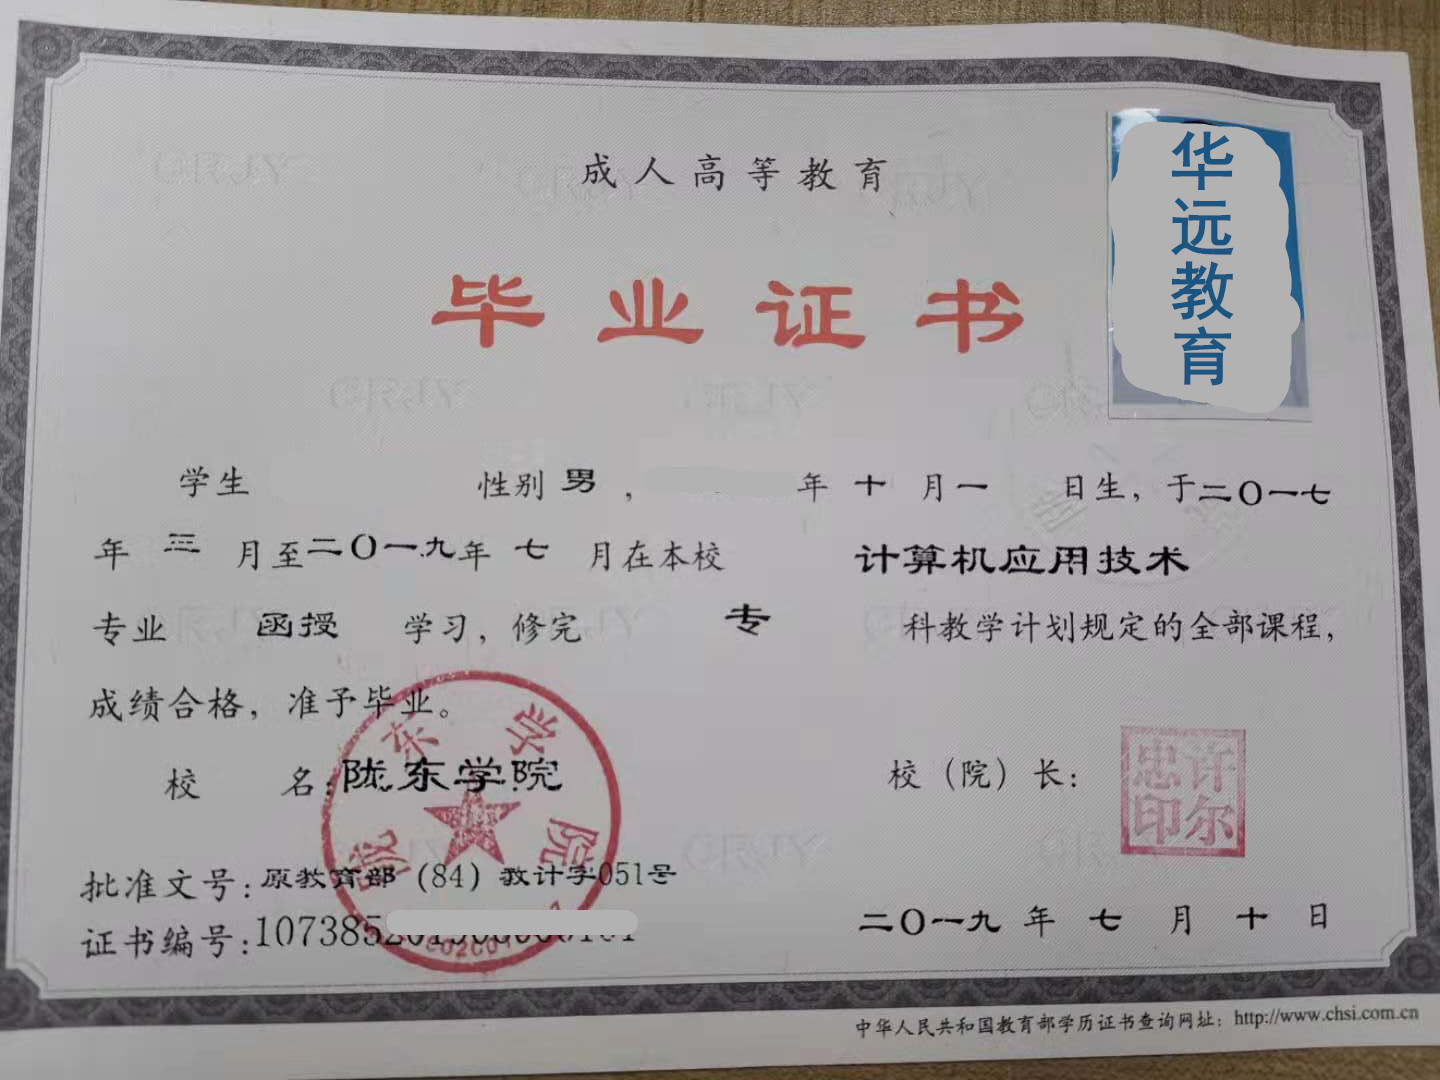 成人高等教育
华远教育
毕业证书
学生 性别 男， 年 十 月 一 日生，于二〇一七
年 三 月至二〇一九年 七 月在本校 计算机应用技术
专业 函授 学习，修完 专 科教学计划规定的全部课程，
成绩合格，准予毕业。
校 名：陇东学院 校（院）长：
许尔忠印
陇东学院
批准文号：原教育部（84）教计字051号
证书编号：1073852
二〇一九 年 七 月 十 日
中华人民共和国教育部学历证书查询网址：http://www.chsi.com.cn